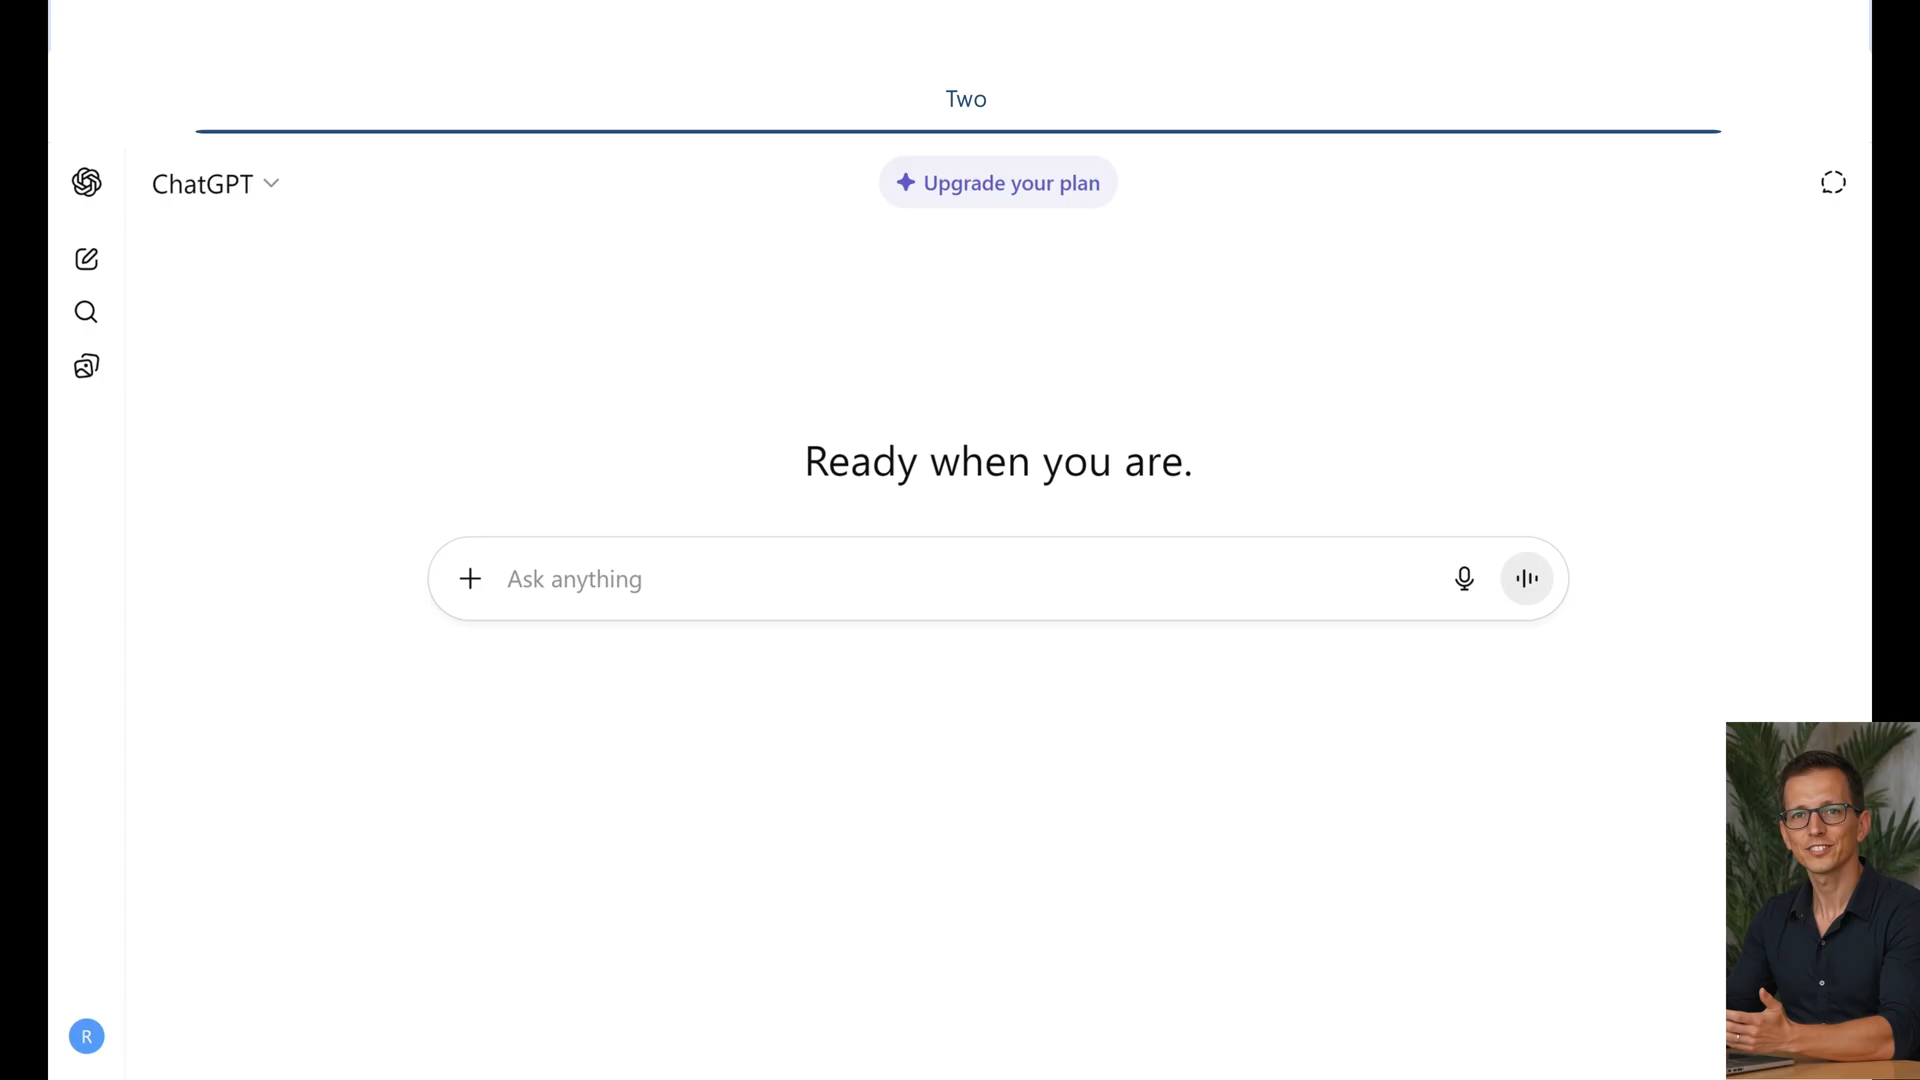 Two
ChatGPT
Upgrade your plan
Ready when you are.
Ask anything
R